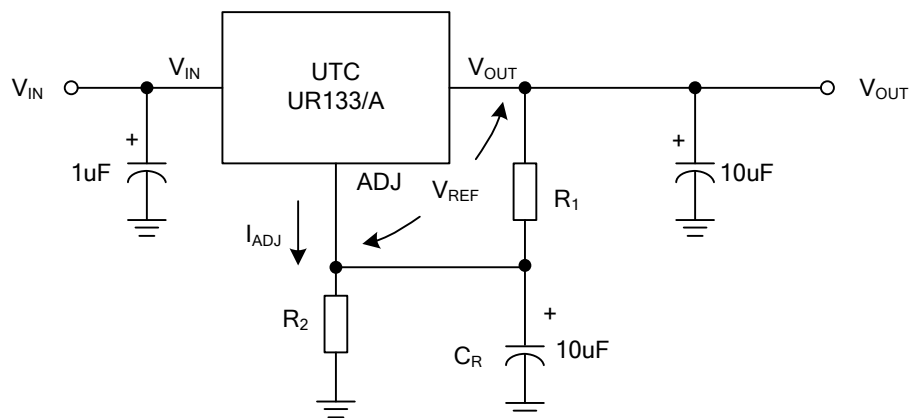 UTC
UR133/A
V_IN
V_IN
V_OUT
V_OUT
+
1uF
ADJ
V_REF
R_1
+
10uF
I_ADJ
R_2
C_R
+
10uF